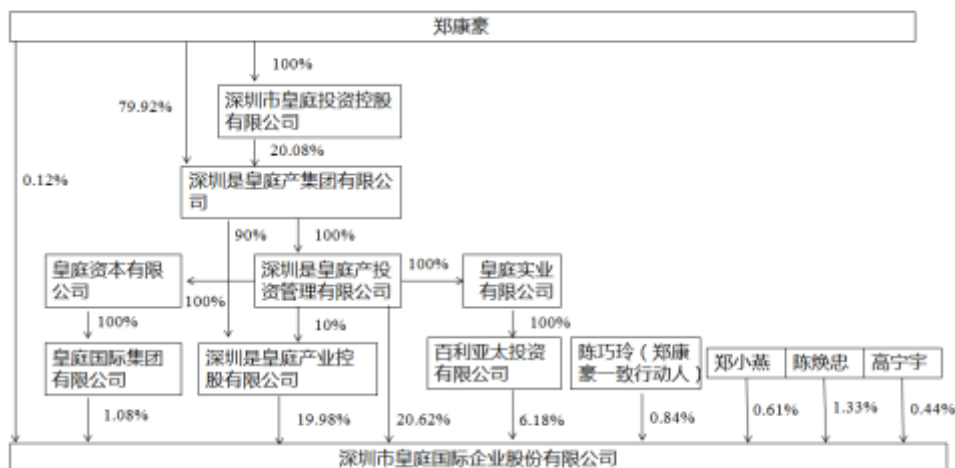 郑康豪
100%
深圳市皇庭投资控股
有限公司
79.92%
20.08%
0.12%
深圳是皇庭产集团有限公
司
90%
100%
皇庭资本有限
公司
100%
深圳是皇庭产投
资管理有限公司
100%
皇庭实业
有限公司
100%
10%
100%
皇庭国际集团
有限公司
深圳是皇庭产业控
股有限公司
百利亚太投资
有限公司
陈巧玲（郑康
豪一致行动人）
郑小燕
陈焕忠
高宁宇
1.08%
19.98%
20.62%
6.18%
0.84%
0.61%
1.33%
0.44%
深圳市皇庭国际企业股份有限公司